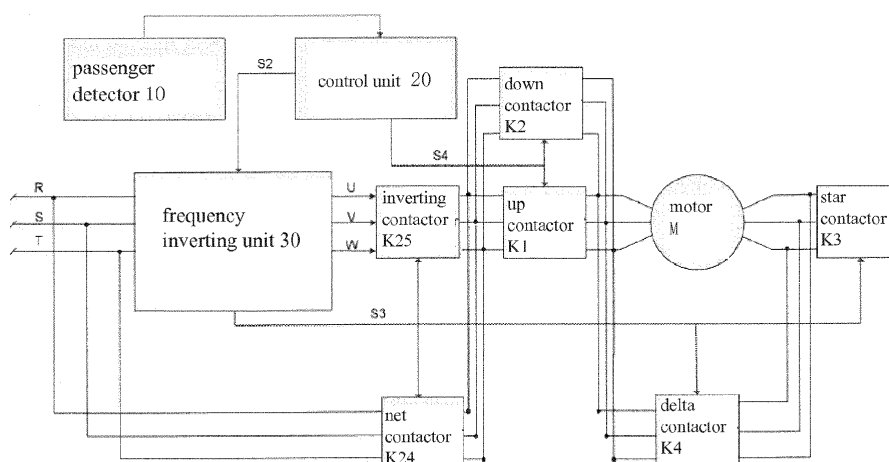 passenger
detector 10
S2
control unit 20
down
contactor
K2
S4
R
S
T
frequency
inverting unit 30
U
V
W
inverting
contactor
K25
up
contactor
K1
motor
M
star
contactor
K3
S3
net
contactor
K24
delta
contactor
K4